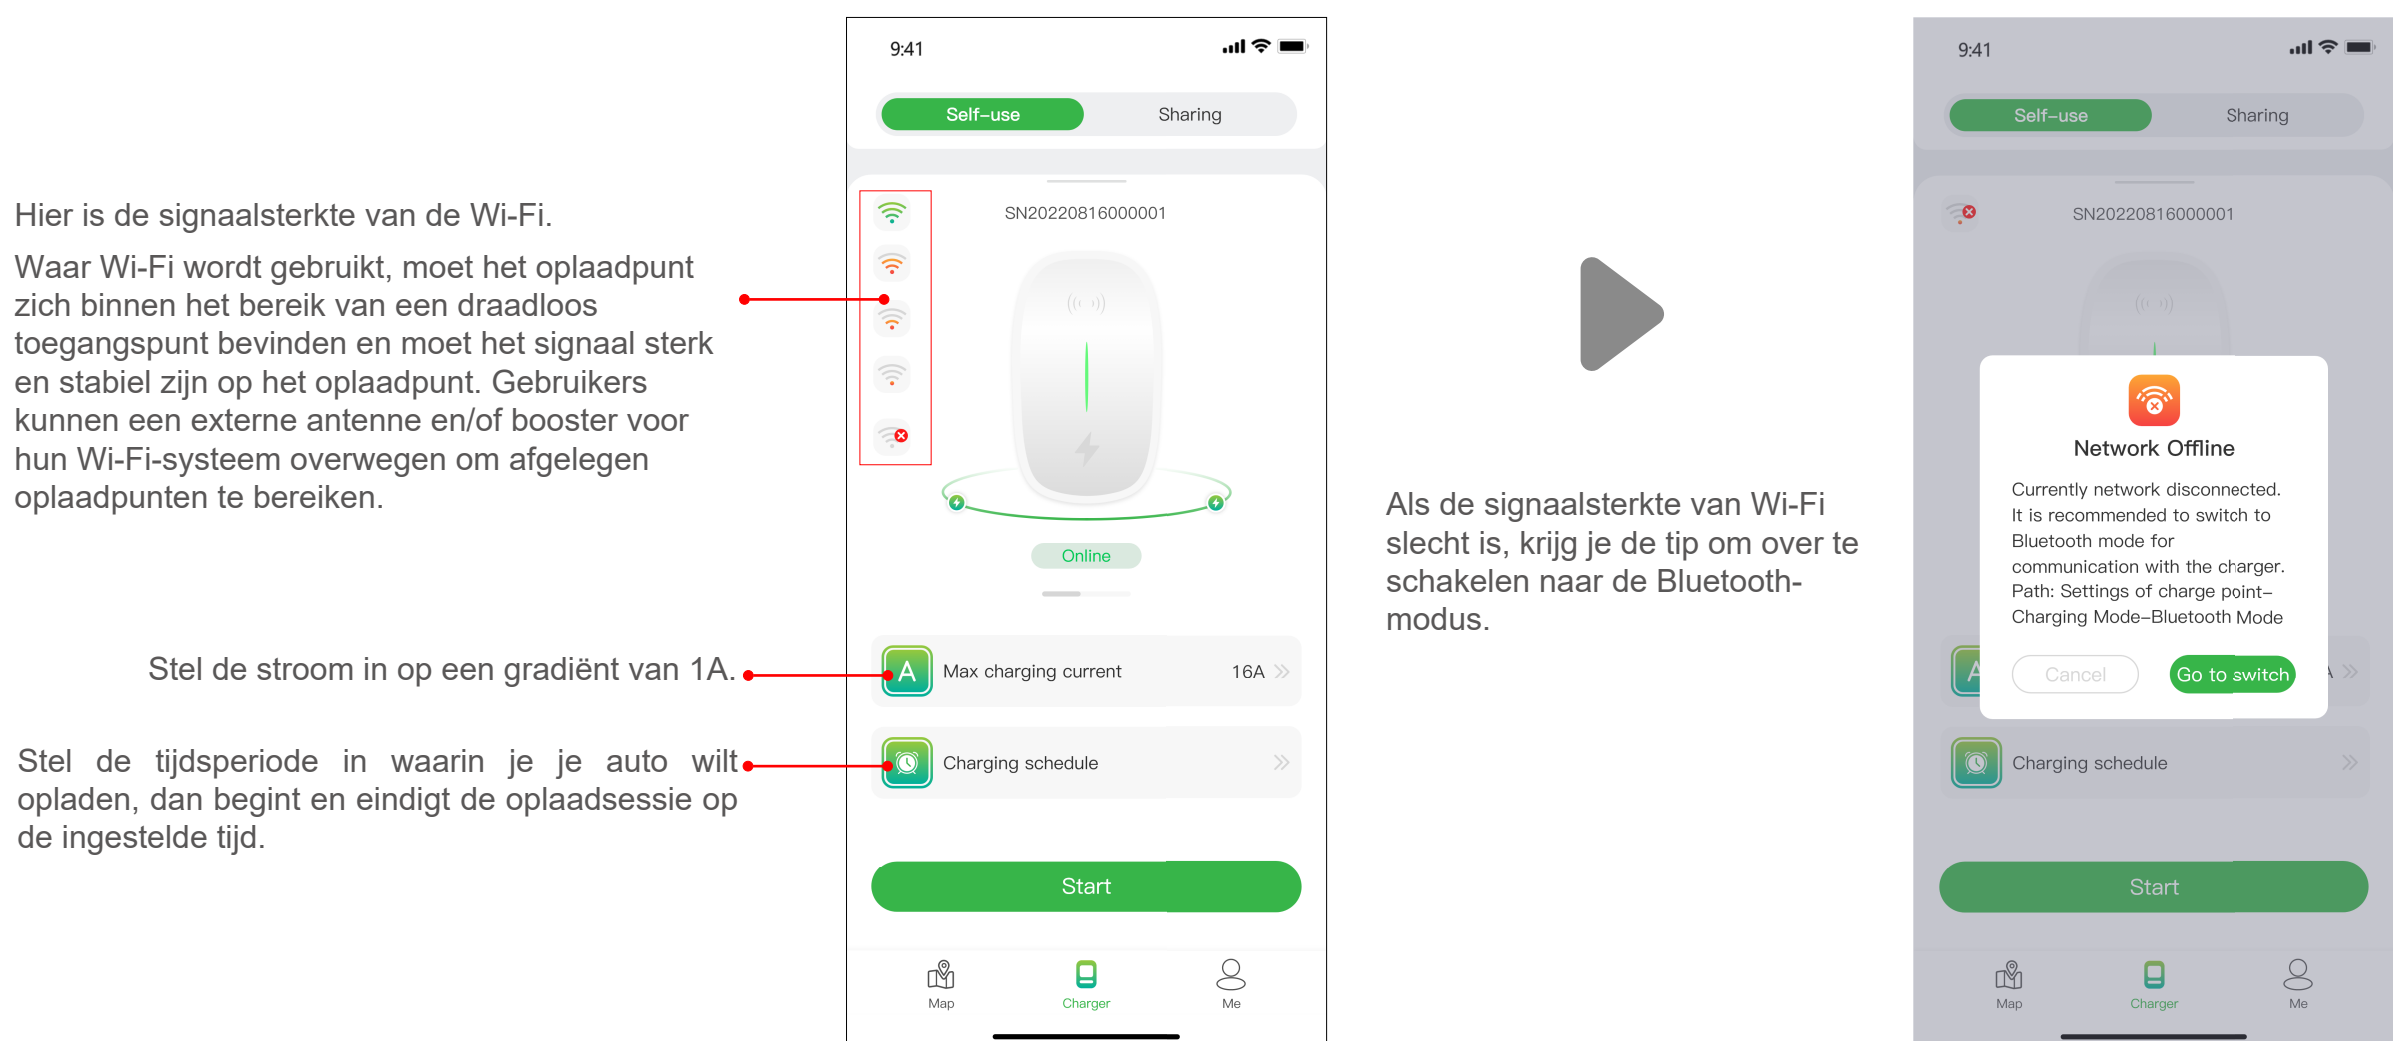 Hier is de signaalsterkte van de Wi-Fi.
Waar Wi-Fi wordt gebruikt, moet het oplaadpunt
zich binnen het bereik van een draadloos
toegangspunt bevinden en moet het signaal sterk
en stabiel zijn op het oplaadpunt. Gebruikers
kunnen een externe antenne en/of booster voor
hun Wi-Fi-systeem overwegen om afgelegen
oplaadpunten te bereiken.
Stel de stroom in op een gradiënt van 1A.
Stel de tijdsperiode in waarin je je auto wilt
opladen, dan begint en eindigt de oplaadsessie op
de ingestelde tijd.
9:41
Self-use
Sharing
SN20220816000001
Online
A
Max charging current
16A
Charging schedule
Start
Map
Charger
Me
Als de signaalsterkte van Wi-Fi
slecht is, krijg je de tip om over te
schakelen naar de Bluetooth-
modus.
9:41
Self-use
Sharing
SN20220816000001
Network Offline
Currently network disconnected.
It is recommended to switch to
Bluetooth mode for
communication with the charger.
Path: Settings of charge point-
Charging Mode-Bluetooth Mode
Cancel
Go to switch
Charging schedule
Start
Map
Charger
Me